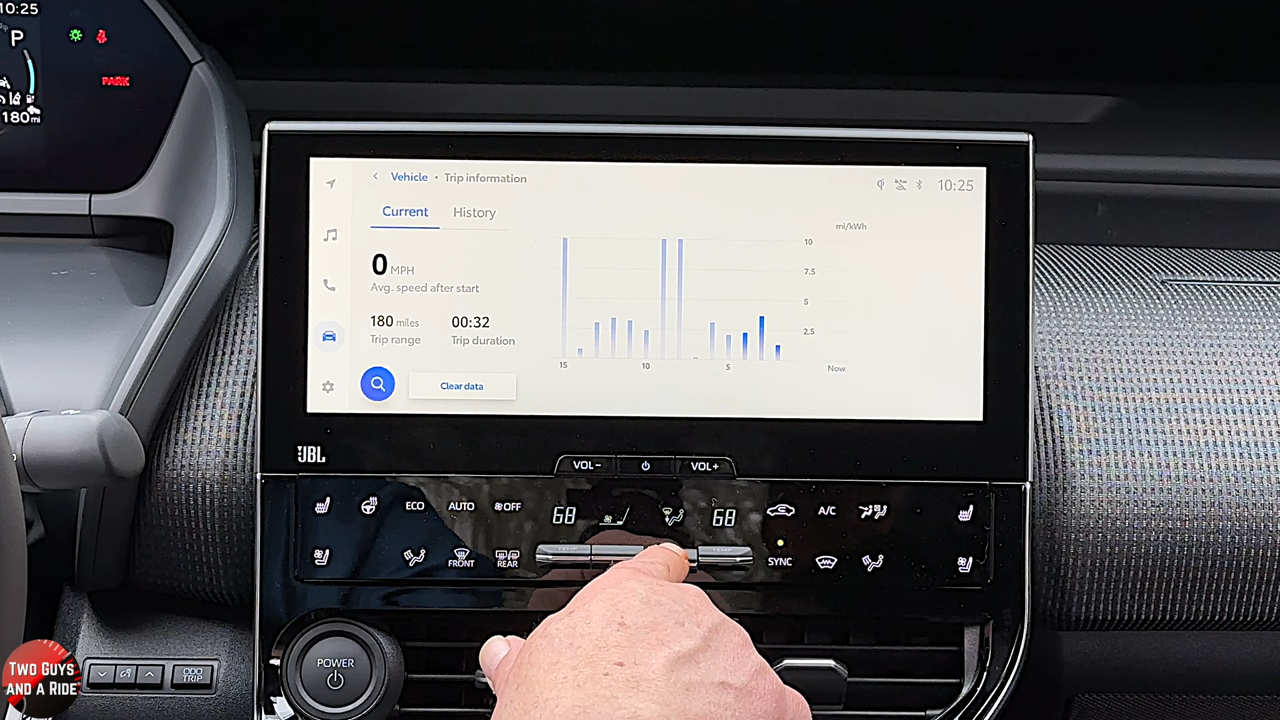 10:25
P
PARK
180mi
Vehicle • Trip information
10:25
Current History
mi/kWh
10
7.5
5
2.5
0 MPH
Avg. speed after start
180 miles
Trip range
00:32
Trip duration
15 10 5 Now
Clear data
JBL
VOL- VOL+
ECO AUTO OFF 68 68 A/C
TEMP TEMP
FRONT REAR SYNC
POWER
ODO
TRIP
TWO GUYS
AND A RIDE